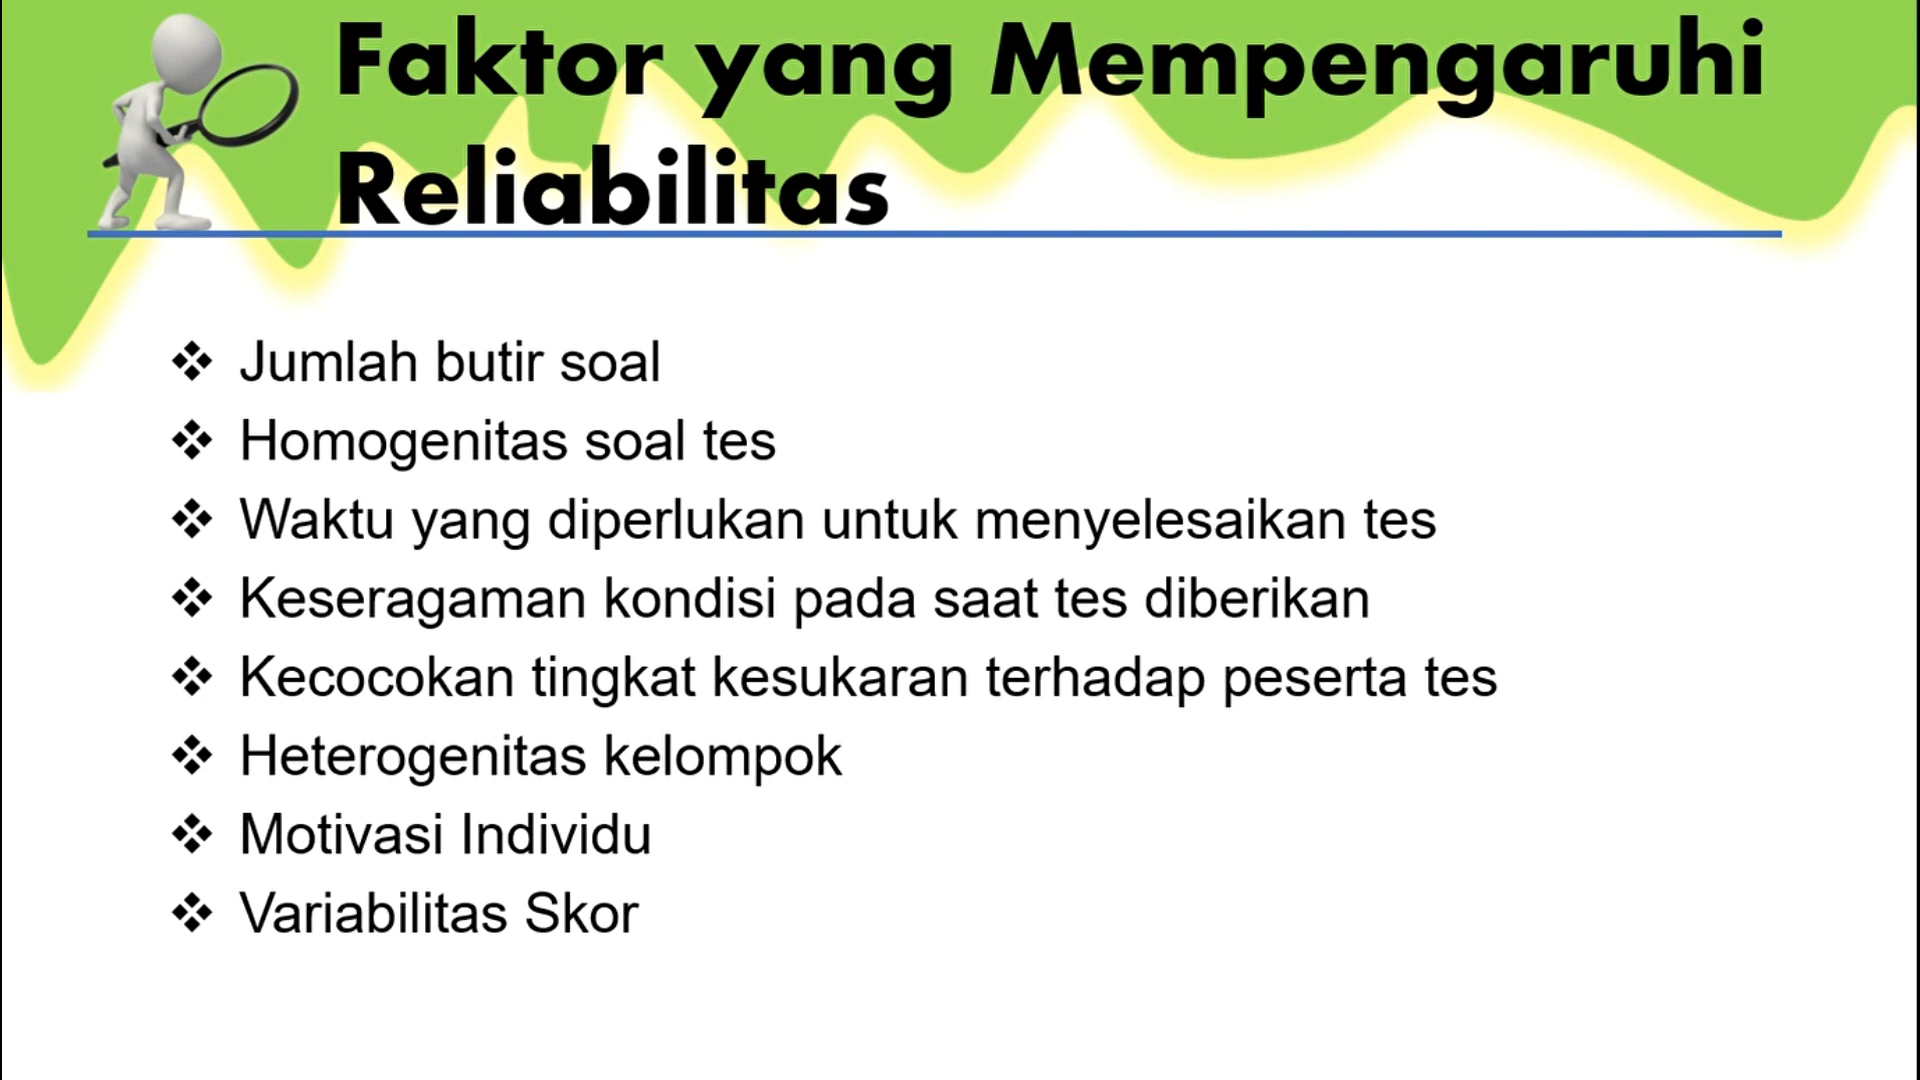 Faktor yang Mempengaruhi
Reliabilitas
❖ Jumlah butir soal
❖ Homogenitas soal tes
❖ Waktu yang diperlukan untuk menyelesaikan tes
❖ Keseragaman kondisi pada saat tes diberikan
❖ Kecocokan tingkat kesukaran terhadap peserta tes
❖ Heterogenitas kelompok
❖ Motivasi Individu
❖ Variabilitas Skor